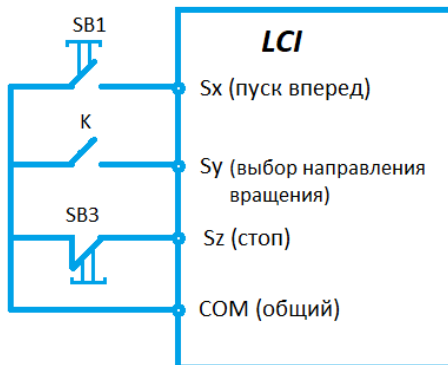 SB1
LCI
Sx (пуск вперед)
K
Sy (выбор направления
вращения)
SB3
Sz (стоп)
COM (общий)